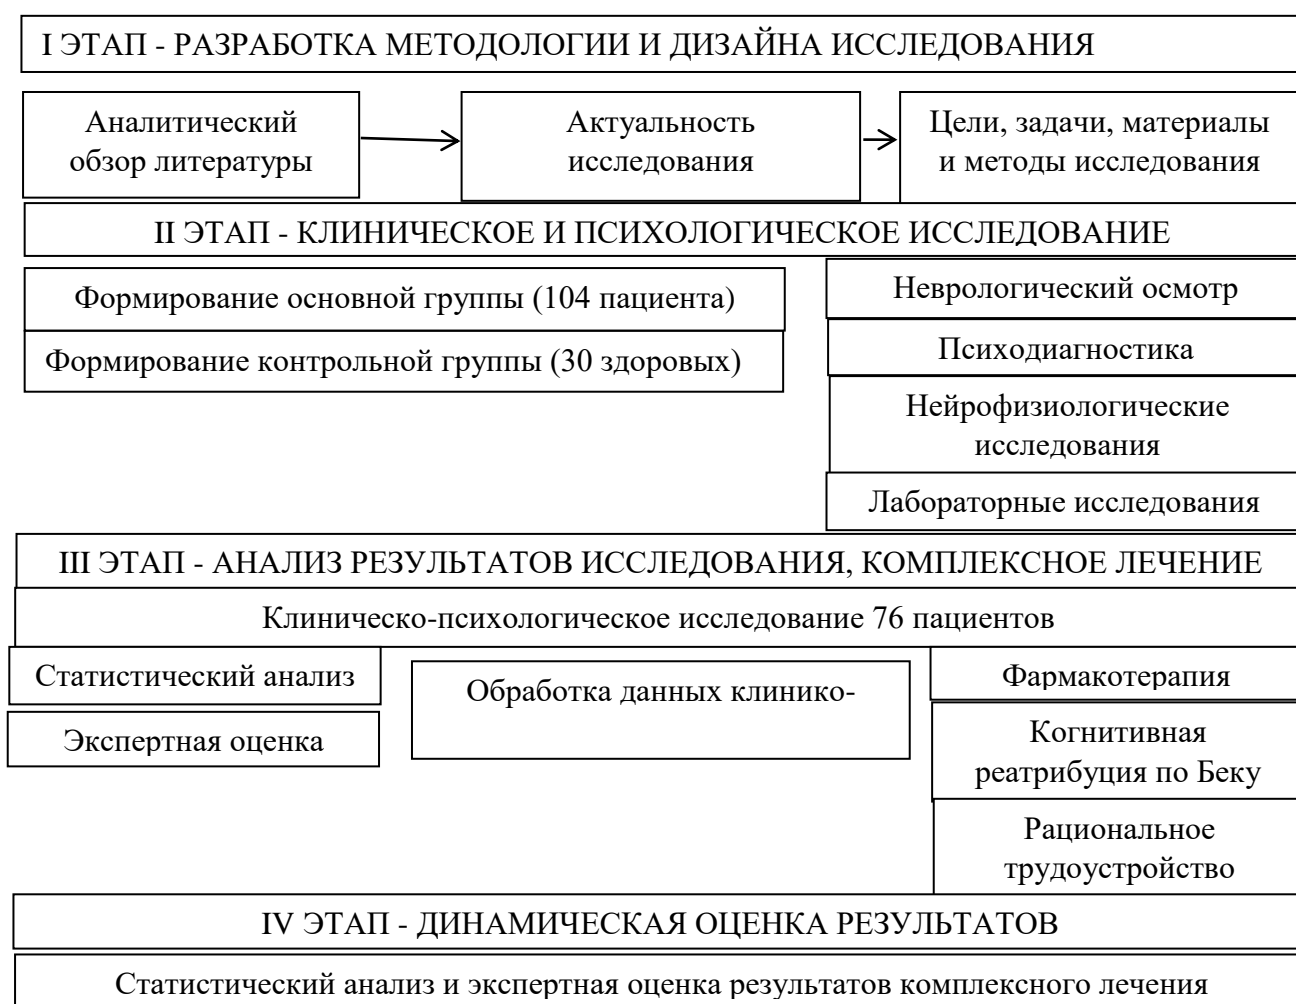 I ЭТАП - РАЗРАБОТКА МЕТОДОЛОГИИ И ДИЗАЙНА ИССЛЕДОВАНИЯ
Аналитический
обзор литературы
Актуальность
исследования
Цели, задачи, материалы
и методы исследования
II ЭТАП - КЛИНИЧЕСКОЕ И ПСИХОЛОГИЧЕСКОЕ ИССЛЕДОВАНИЕ
Формирование основной группы (104 пациента)
Формирование контрольной группы (30 здоровых)
Неврологический осмотр
Психодиагностика
Нейрофизиологические
исследования
Лабораторные исследования
III ЭТАП - АНАЛИЗ РЕЗУЛЬТАТОВ ИССЛЕДОВАНИЯ, КОМПЛЕКСНОЕ ЛЕЧЕНИЕ
Клиническо-психологическое исследование 76 пациентов
Статистический анализ
Экспертная оценка
Обработка данных клинико-
Фармакотерапия
Когнитивная
реатрибуция по Беку
Рациональное
трудоустройство
IV ЭТАП - ДИНАМИЧЕСКАЯ ОЦЕНКА РЕЗУЛЬТАТОВ
Статистический анализ и экспертная оценка результатов комплексного лечения